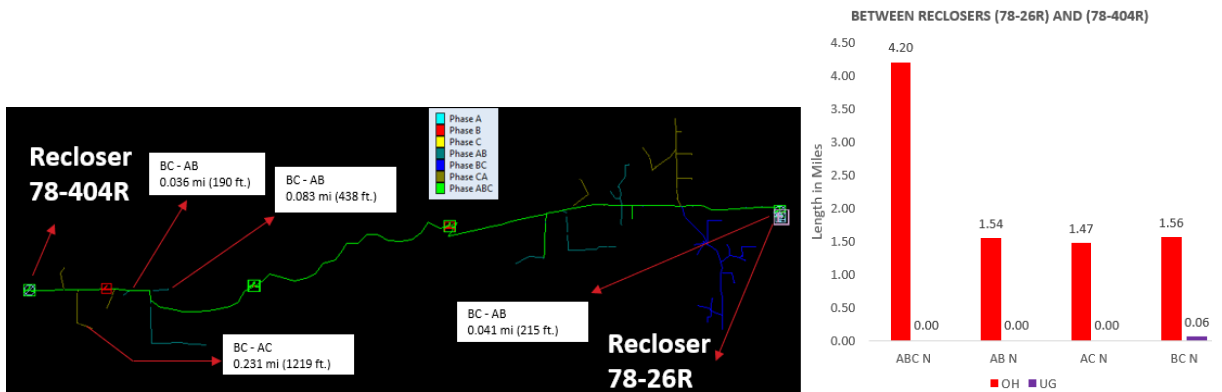 Recloser
78-404R
BC - AB
0.036 mi (190 ft.)
BC - AB
0.083 mi (438 ft.)
Phase A
Phase B
Phase C
Phase AB
Phase BC
Phase CA
Phase ABC
BC - AC
0.231 mi (1219 ft.)
BC - AB
0.041 mi (215 ft.)
Recloser
78-26R
BETWEEN RECLOSERS (78-26R) AND (78-404R)
Length in Miles
4.50
4.00
3.50
3.00
2.50
2.00
1.50
1.00
0.50
0.00
4.20
0.00
1.54
0.00
1.47
0.00
1.56
0.06
ABC N
AB N
AC N
BC N
OH
UG